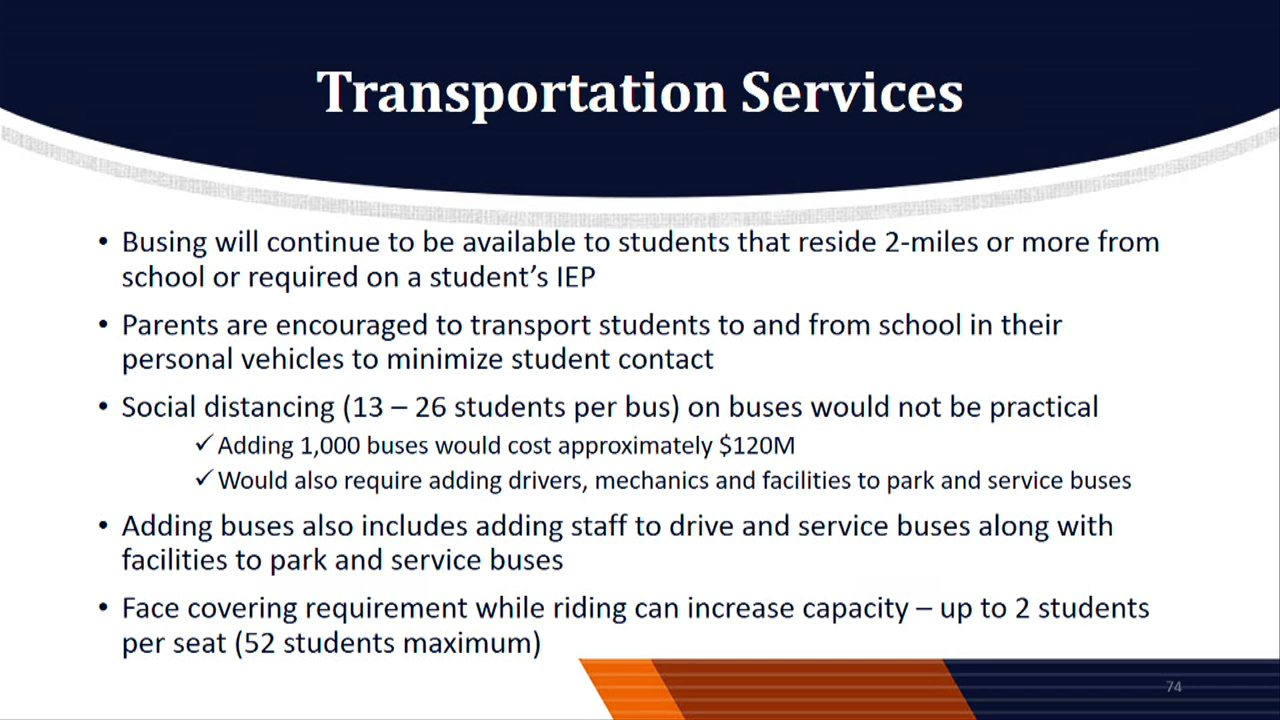 Transportation Services
• Busing will continue to be available to students that reside 2-miles or more from
school or required on a student’s IEP
• Parents are encouraged to transport students to and from school in their
personal vehicles to minimize student contact
• Social distancing (13 – 26 students per bus) on buses would not be practical
✓Adding 1,000 buses would cost approximately $120M
✓Would also require adding drivers, mechanics and facilities to park and service buses
• Adding buses also includes adding staff to drive and service buses along with
facilities to park and service buses
• Face covering requirement while riding can increase capacity – up to 2 students
per seat (52 students maximum)
74